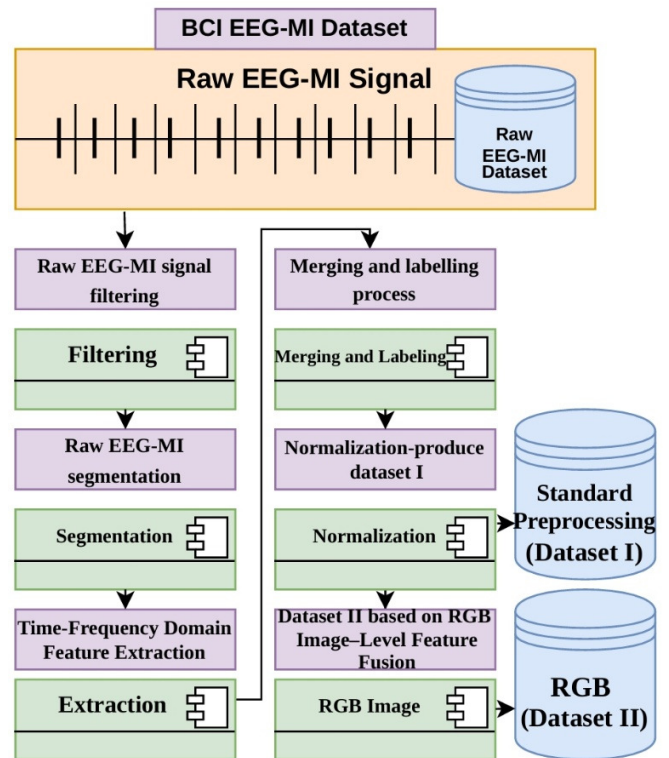 BCI EEG-MI Dataset
Raw EEG-MI Signal
Raw
EEG-MI
Dataset
Raw EEG-MI signal
filtering
Filtering
Raw EEG-MI
segmentation
Segmentation
Time-Frequency Domain
Feature Extraction
Extraction
Merging and labelling
process
Merging and Labeling
Normalization-produce
dataset I
Normalization
Standard
Preprocessing
(Dataset I)
Dataset II based on RGB
Image–Level Feature
Fusion
RGB Image
RGB
(Dataset II)